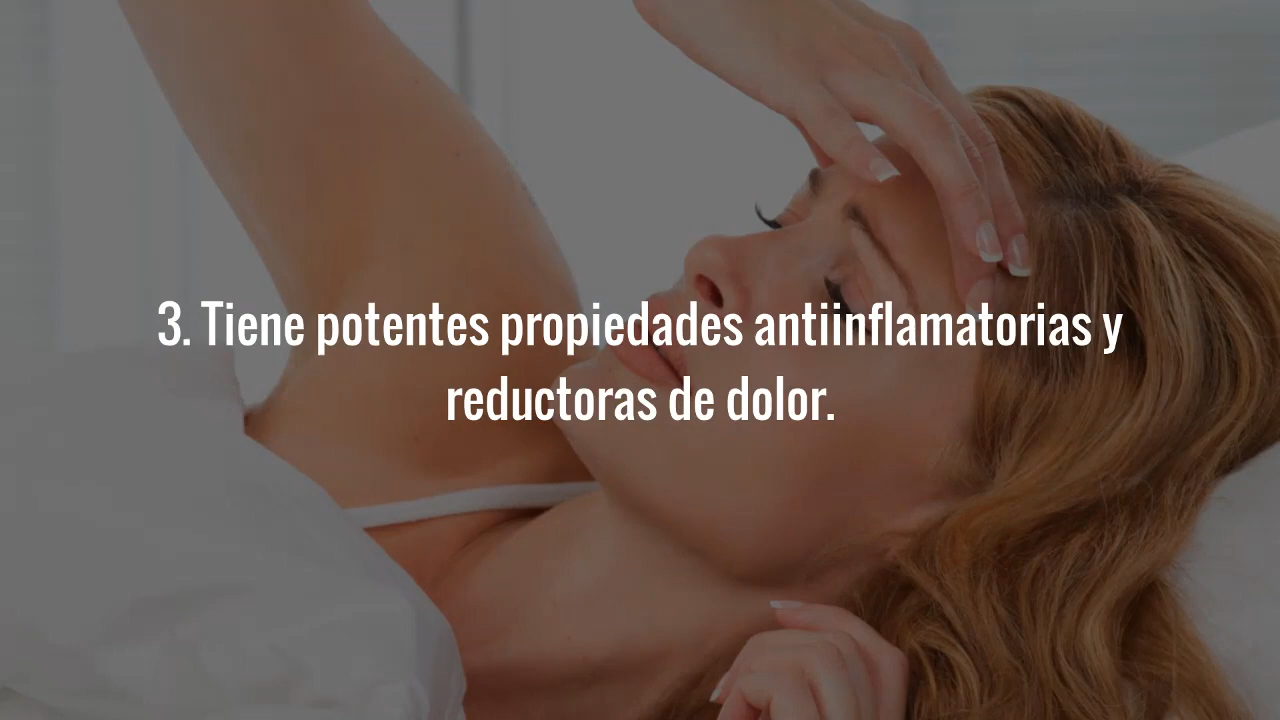 3. Tiene potentes propiedades antiinflamatorias y
reductoras de dolor.